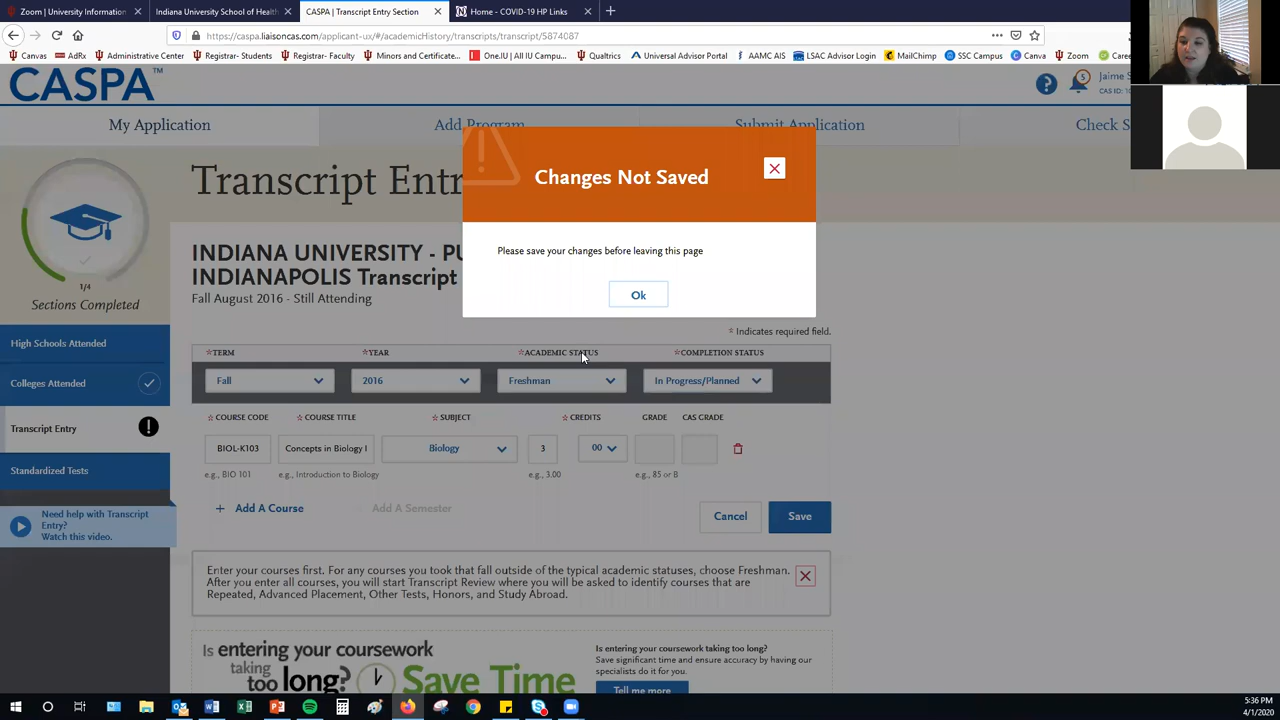 Zoom | University Information
Indiana University School of Health
CASPA | Transcript Entry Section
Home - COVID-19 HP Links
https://caspa.liaisoncas.com/applicant-ux/#/academicHistory/transcripts/transcript/5874087
Canvas
AdRx
Administrative Center
Registrar- Students
Registrar- Faculty
Minors and Certificate...
One.IU | All IU Campu...
Qualtrics
Universal Advisor Portal
AAMC AIS
LSAC Advisor Login
MailChimp
SSC Campus
Canva
Zoom
Caree
CASPA™
5
Jaime S
CAS ID: 10
My Application
Add Program
Submit Application
Check S
1/4
Sections Completed
High Schools Attended
Colleges Attended
Transcript Entry
Standardized Tests
Need help with Transcript
Entry?
Watch this video.
Transcript Ent
Changes Not Saved
Please save your changes before leaving this page
Ok
INDIANA UNIVERSITY - PU
INDIANAPOLIS Transcript
Fall August 2016 - Still Attending
* Indicates required field.
*TERM *YEAR *ACADEMIC STATUS *COMPLETION STATUS
Fall 2016 Freshman In Progress/Planned
* COURSE CODE * COURSE TITLE * SUBJECT * CREDITS GRADE CAS GRADE
BIOL-K103 Concepts in Biology I Biology 3 00
e.g., BIO 101 e.g., Introduction to Biology e.g., 3.00 e.g., 85 or B
+ Add A Course Add A Semester Cancel Save
Enter your courses first. For any courses you took that fall outside of the typical academic statuses, choose Freshman.
After you enter all courses, you will start Transcript Review where you will be asked to identify courses that are
Repeated, Advanced Placement, Other Tests, Honors, and Study Abroad.
Is entering your coursework
taking
too long?
Save Time
Is entering your coursework taking too long?
Save significant time and ensure accuracy by having our
specialists do it for you.
Tell me more
5:36 PM
4/1/2020